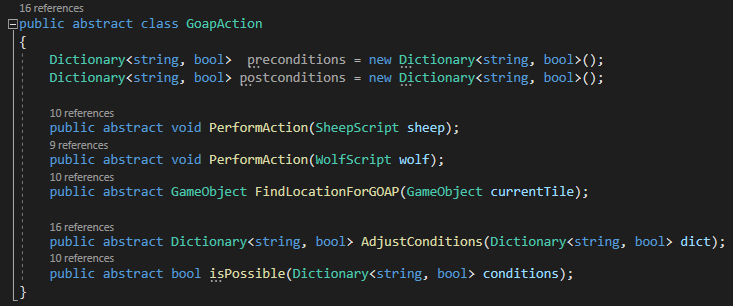 16 references
public abstract class GoapAction
{
Dictionary<string, bool>  preconditions = new Dictionary<string, bool>();
Dictionary<string, bool> postconditions = new Dictionary<string, bool>();
10 references
public abstract void PerformAction(SheepScript sheep);
9 references
public abstract void PerformAction(WolfScript wolf);
10 references
public abstract GameObject FindLocationForGOAP(GameObject currentTile);
16 references
public abstract Dictionary<string, bool> AdjustConditions(Dictionary<string, bool> dict);
10 references
public abstract bool isPossible(Dictionary<string, bool> conditions);
}